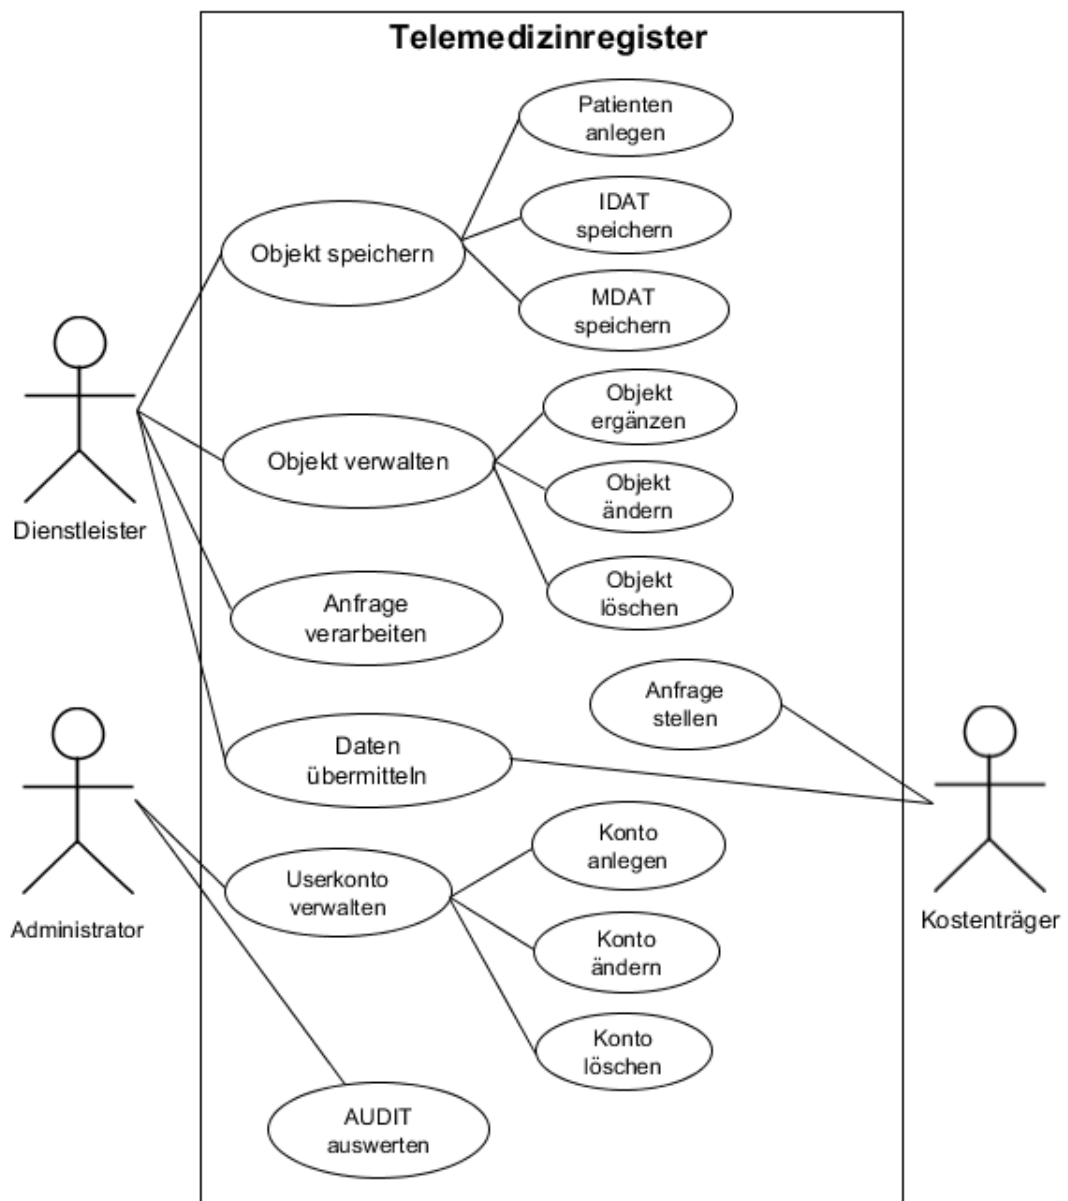 Telemedizinregister
Patienten
anlegen
IDAT
speichern
Objekt speichern
MDAT
speichern
Objekt
ergänzen
Objekt verwalten
Objekt
ändern
Dienstleister
Objekt
löschen
Anfrage
verarbeiten
Anfrage
stellen
Daten
übermitteln
Konto
anlegen
Userkonto
verwalten
Administrator
Kostenträger
Konto
ändern
Konto
löschen
AUDIT
auswerten